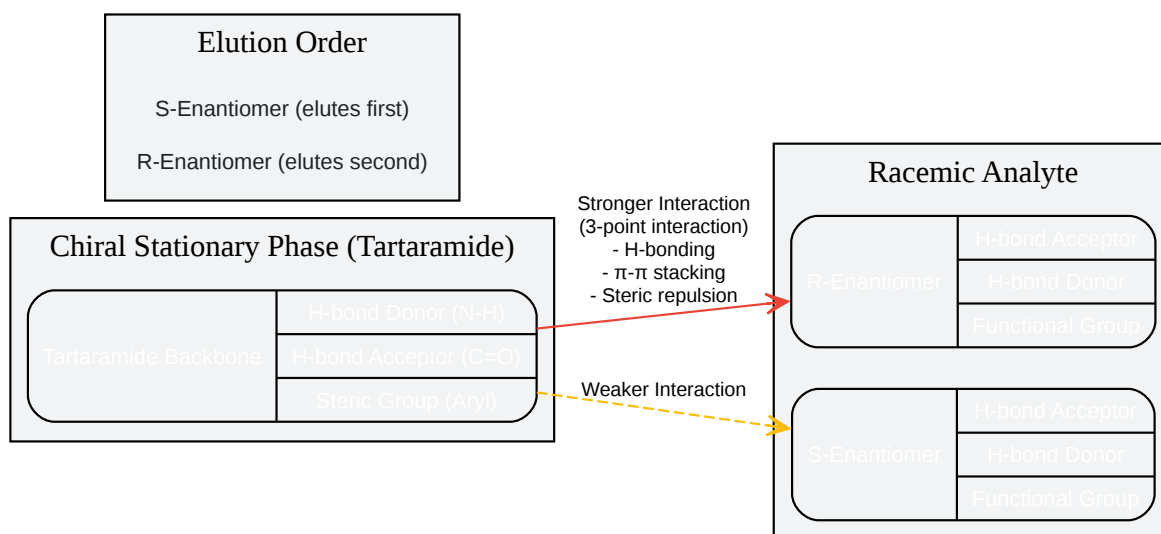 Elution Order
S-Enantiomer (elutes first)
R-Enantiomer (elutes second)
Chiral Stationary Phase (Tartaramide)
Tartaramide Backbone
H-bond Donor (N-H)
H-bond Acceptor (C=O)
Steric Group (Aryl)
Stronger Interaction
(3-point interaction)
- H-bonding
- π-π stacking
- Steric repulsion
Weaker Interaction
Racemic Analyte
R-Enantiomer
H-bond Acceptor
H-bond Donor
Functional Group
S-Enantiomer
H-bond Acceptor
H-bond Donor
Functional Group